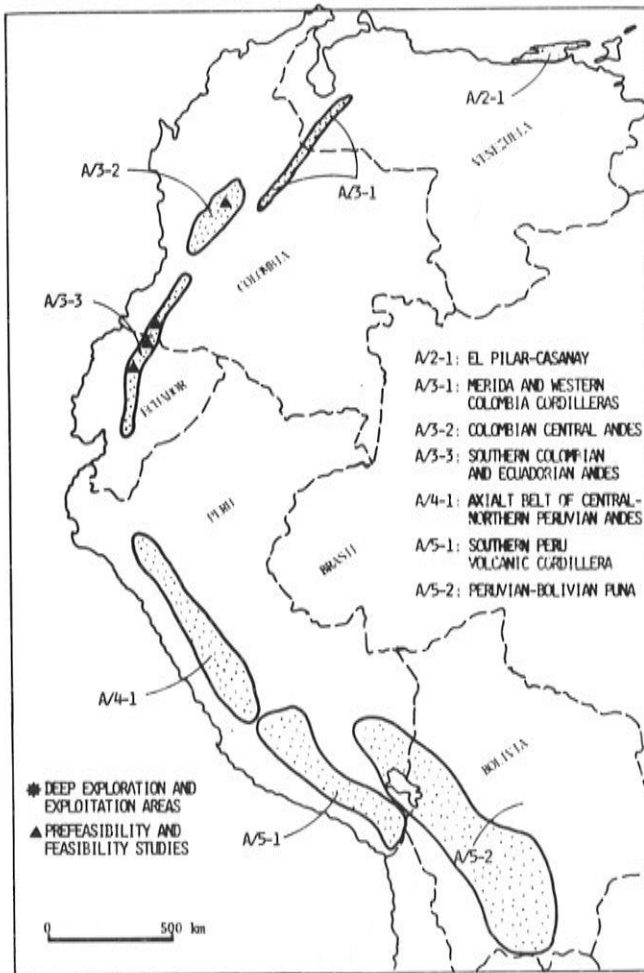 A/2-1
VENEZUELA
A/3-2
A/3-1
COLOMBIA
A/3-3
ECUADOR
A/2-1: EL PILAR-CASANAY
A/3-1: MERIDA AND WESTERN
COLOMBIA CORDILLERAS
A/3-2: COLOMBIAN CENTRAL ANDES
A/3-3: SOUTHERN COLOMBIAN
AND ECUADORIAN ANDES
A/4-1: AXIALT BELT OF CENTRAL-
NORTHERN PERUVIAN ANDES
A/5-1: SOUTHERN PERU
VOLCANIC CORDILLERA
A/5-2: PERUVIAN-BOLIVIAN PUNA
PERU
BRASIL
A/4-1
BOLIVIA
DEEP EXPLORATION AND
EXPLOITATION AREAS
PREFEASIBILITY AND
FEASIBILITY STUDIES
A/5-1
A/5-2
0 500 km